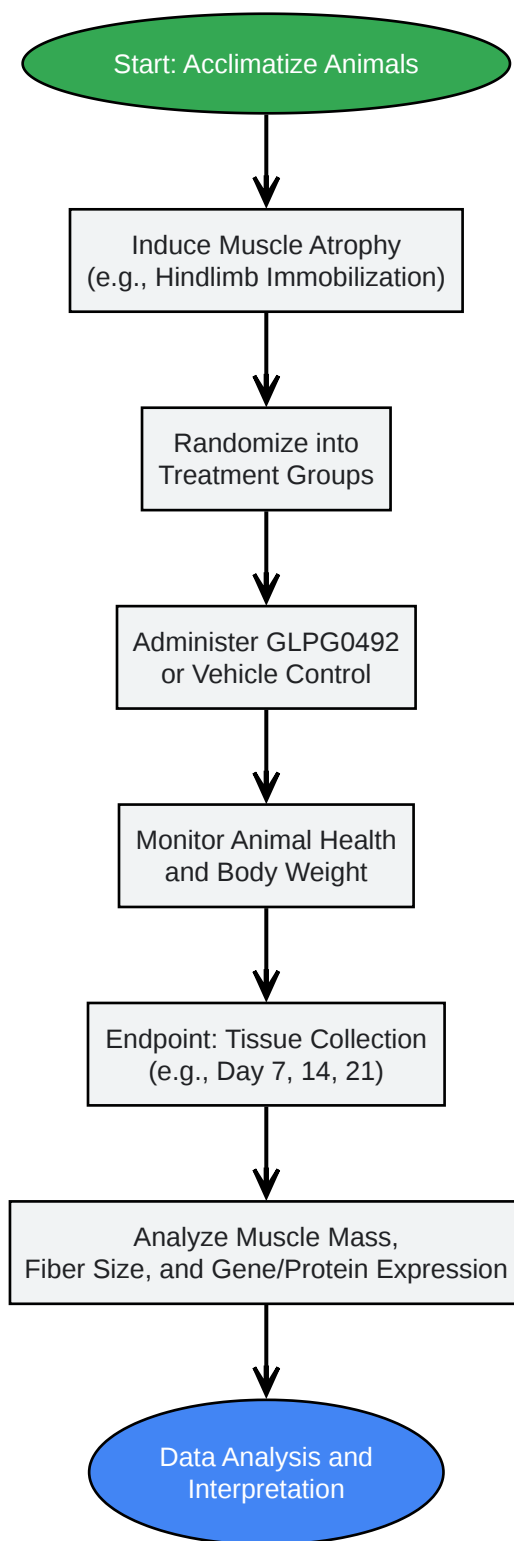 Start: Acclimatize Animals
Induce Muscle Atrophy
(e.g., Hindlimb Immobilization)
Randomize into
Treatment Groups
Administer GLPG0492
or Vehicle Control
Monitor Animal Health
and Body Weight
Endpoint: Tissue Collection
(e.g., Day 7, 14, 21)
Analyze Muscle Mass,
Fiber Size, and Gene/Protein Expression
Data Analysis and
Interpretation